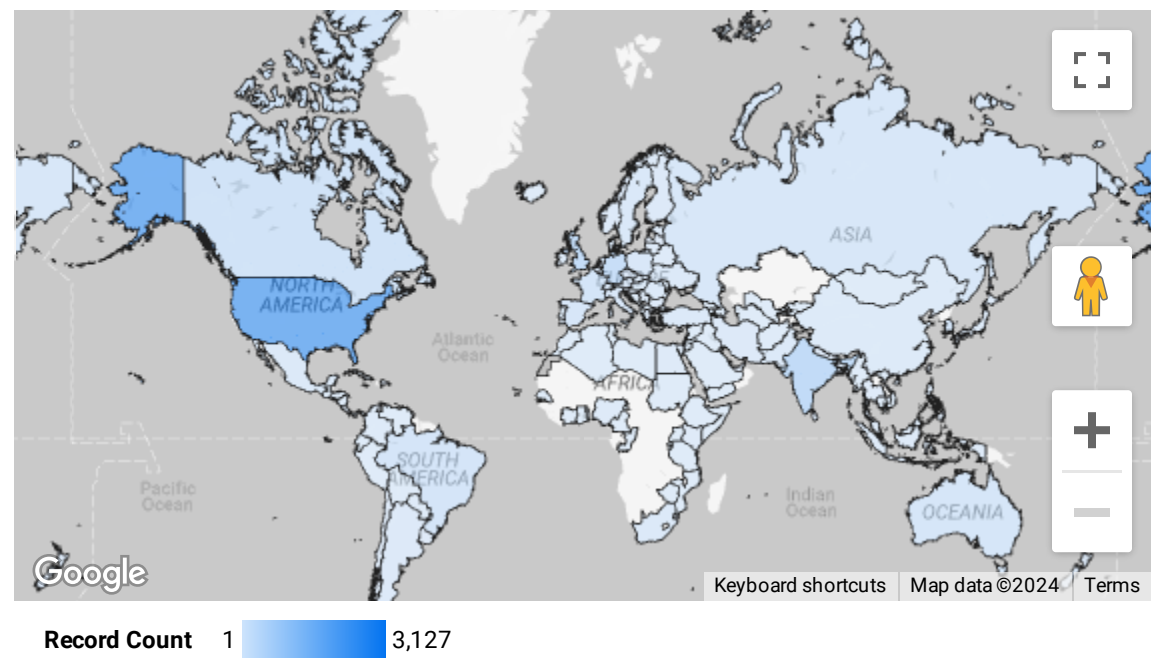 ASIA
NORTH
AMERICA
EUROPE
Atlantic
Ocean
AFRICA
SOUTH
AMERICA
Pacific
Ocean
Indian
Ocean
OCEANIA
Google
Keyboard shortcuts
Map data ©2024
Terms
Record Count 1 3,127